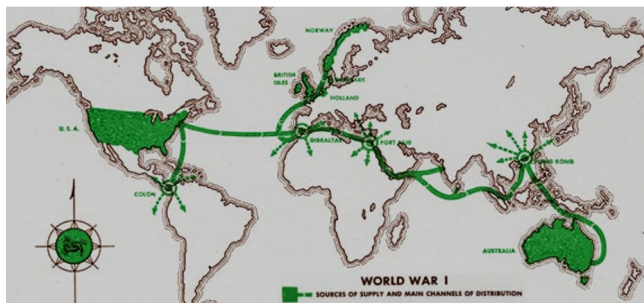 NORWAY
BRITISH
ISLES
DENMARK
HOLLAND
U.S.A.
GIBRALTAR
PORT SAID
HONG KONG
COLON
AUSTRALIA
WORLD WAR I
SOURCES OF SUPPLY AND MAIN CHANNELS OF DISTRIBUTION